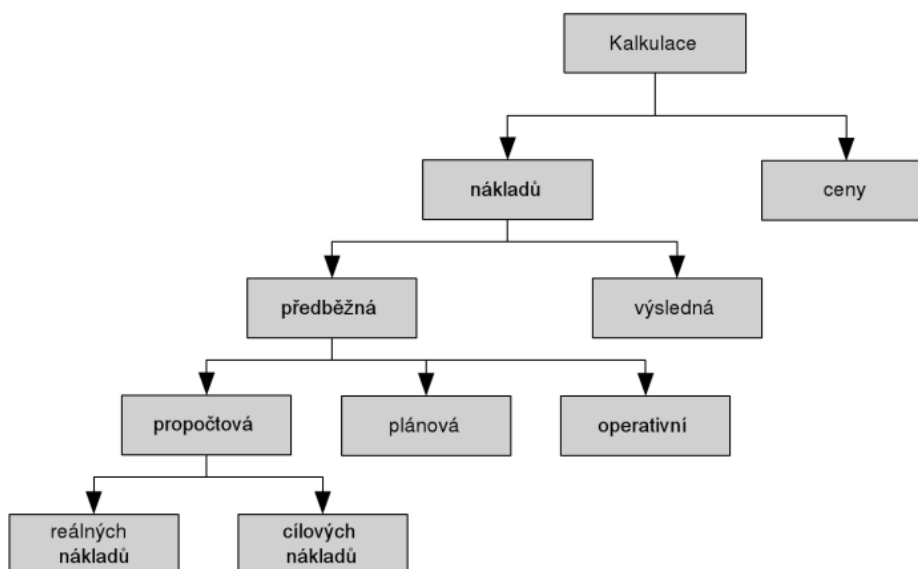 Kalkulace
nákladů
ceny
předběžná
výsledná
propočtová
plánová
operativní
reálných
nákladů
cílových
nákladů